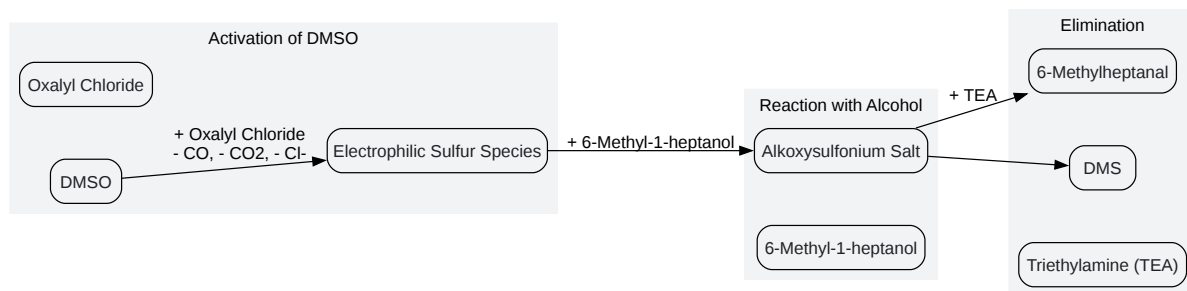 Activation of DMSO
Oxalyl Chloride
DMSO
+ Oxalyl Chloride
- CO, - CO2, - Cl-
Electrophilic Sulfur Species
+ 6-Methyl-1-heptanol
Reaction with Alcohol
Alkoxysulfonium Salt
6-Methyl-1-heptanol
+ TEA
Elimination
6-Methylheptanal
DMS
Triethylamine (TEA)